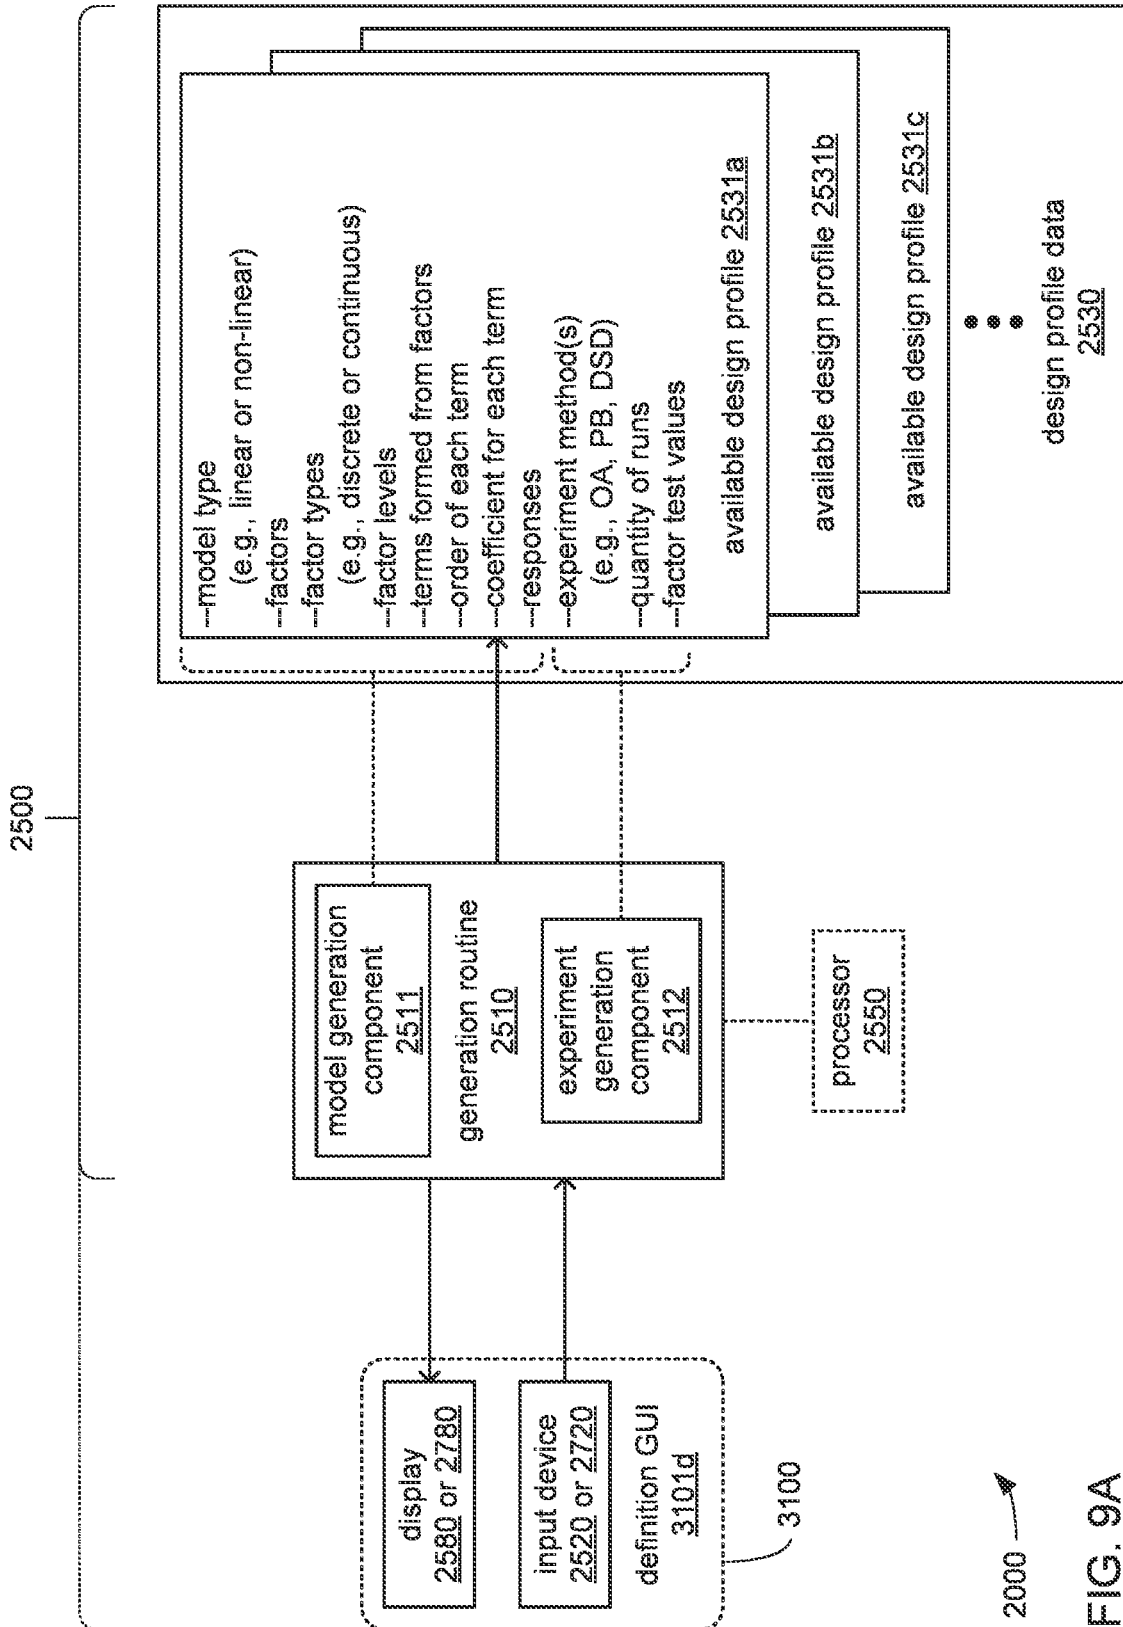 2500
--model type
(e.g., linear or non-linear)
--factors
--factor types
(e.g., discrete or continuous)
--factor levels
--terms formed from factors
--order of each term
--coefficient for each term
--responses
--experiment method(s)
(e.g., OA, PB, DSD)
--quantity of runs
--factor test values
available design profile 2531a
available design profile 2531b
available design profile 2531c
design profile data
2530
model generation
component
2511
generation routine
2510
experiment
generation
component
2512
processor
2550
display
2580 or 2780
input device
2520 or 2720
definition GUI
3101d
3100
2000
FIG. 9A